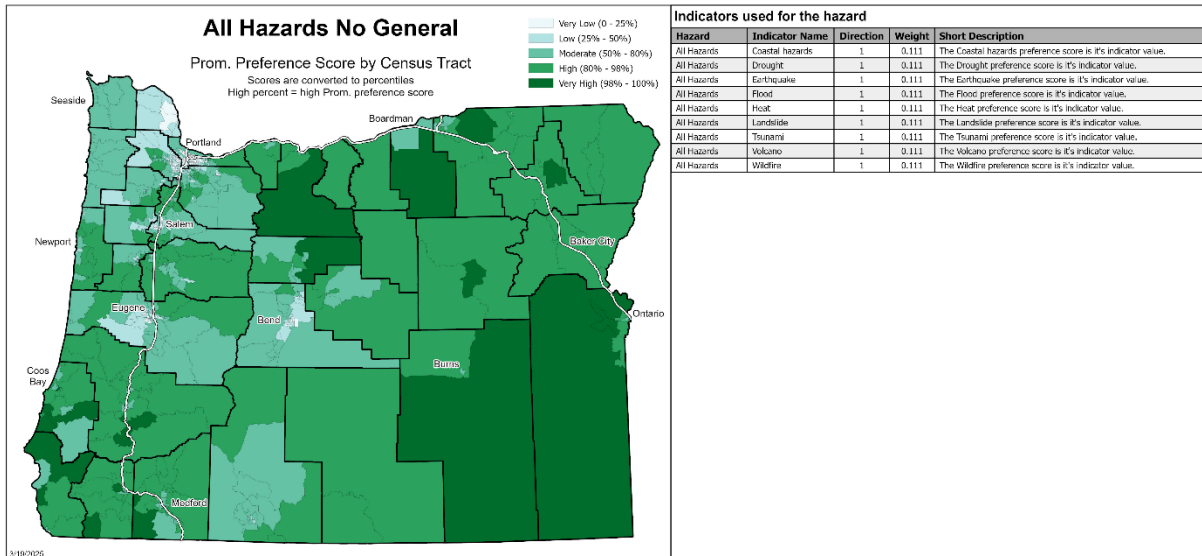 All Hazards No General
Prom. Preference Score by Census Tract
Scores are converted to percentiles
High percent = high Prom. preference score
Very Low (0 - 25%)
Low (25% - 50%)
Moderate (50% - 80%)
High (80% - 98%)
Very High (98% - 100%)
Seaside
Portland
Boardman
Salem
Newport
Baker City
Eugene
Bend
Ontario
Burns
Coos
Bay
Medford
3/19/2025
Indicators used for the hazard
Hazard Indicator Name Direction Weight Short Description
All Hazards Coastal hazards 1 0.111 The Coastal hazards preference score is it's indicator value.
All Hazards Drought 1 0.111 The Drought preference score is it's indicator value.
All Hazards Earthquake 1 0.111 The Earthquake preference score is it's indicator value.
All Hazards Flood 1 0.111 The Flood preference score is it's indicator value.
All Hazards Heat 1 0.111 The Heat preference score is it's indicator value.
All Hazards Landslide 1 0.111 The Landslide preference score is it's indicator value.
All Hazards Tsunami 1 0.111 The Tsunami preference score is it's indicator value.
All Hazards Volcano 1 0.111 The Volcano preference score is it's indicator value.
All Hazards Wildfire 1 0.111 The Wildfire preference score is it's indicator value.